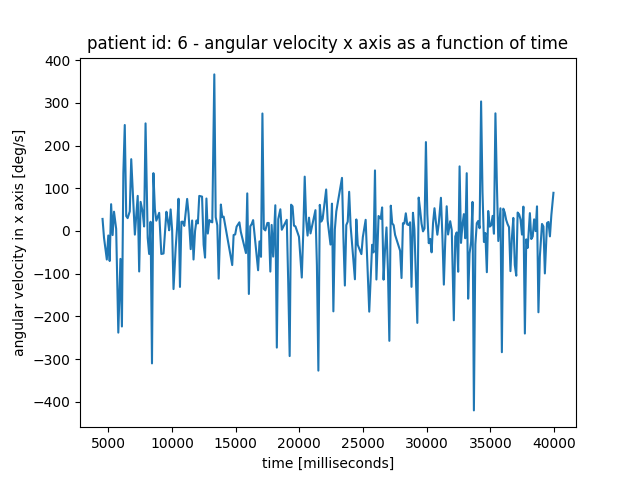 patient id: 6 - angular velocity x axis as a function of time
400
300
200
100
0
−100
−200
−300
−400
angular velocity in x axis [deg/s]
5000 10000 15000 20000 25000 30000 35000 40000
time [milliseconds]